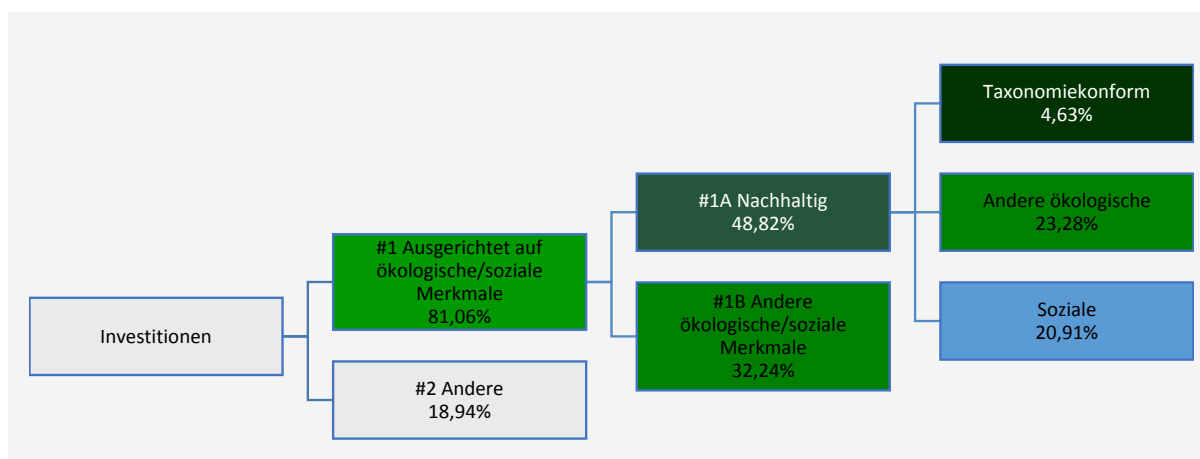 Investitionen
#1 Ausgerichtet auf
ökologische/soziale
Merkmale
81,06%
#2 Andere
18,94%
#1A Nachhaltig
48,82%
#1B Andere
ökologische/soziale
Merkmale
32,24%
Taxonomiekonform
4,63%
Andere ökologische
23,28%
Soziale
20,91%